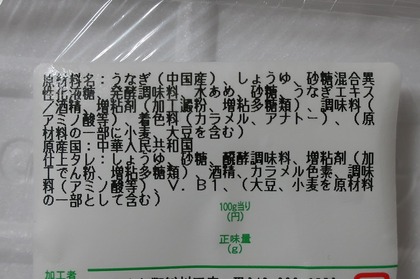 原材料名：うなぎ（中国産）、しょうゆ、砂糖混合異
性化液糖、発酵調味料、水あめ、砂糖、うなぎエキス
／酒精、増粘剤（加工澱粉、増粘多糖類）、調味料（
アミノ酸等）、着色料（カラメル、アナトー）、（原
材料の一部に小麦、大豆を含む）
原産国：中華人民共和国
仕上タレ：しょうゆ、砂糖、醗酵調味料、増粘剤（加
工でん粉、増粘多糖類）、酒精、カラメル色素、調味
料（アミノ酸等）、Ｖ．Ｂ１、（大豆、小麦を原材料
の一部として含む）
100g当り
(円)
正味量
(g)
加工者